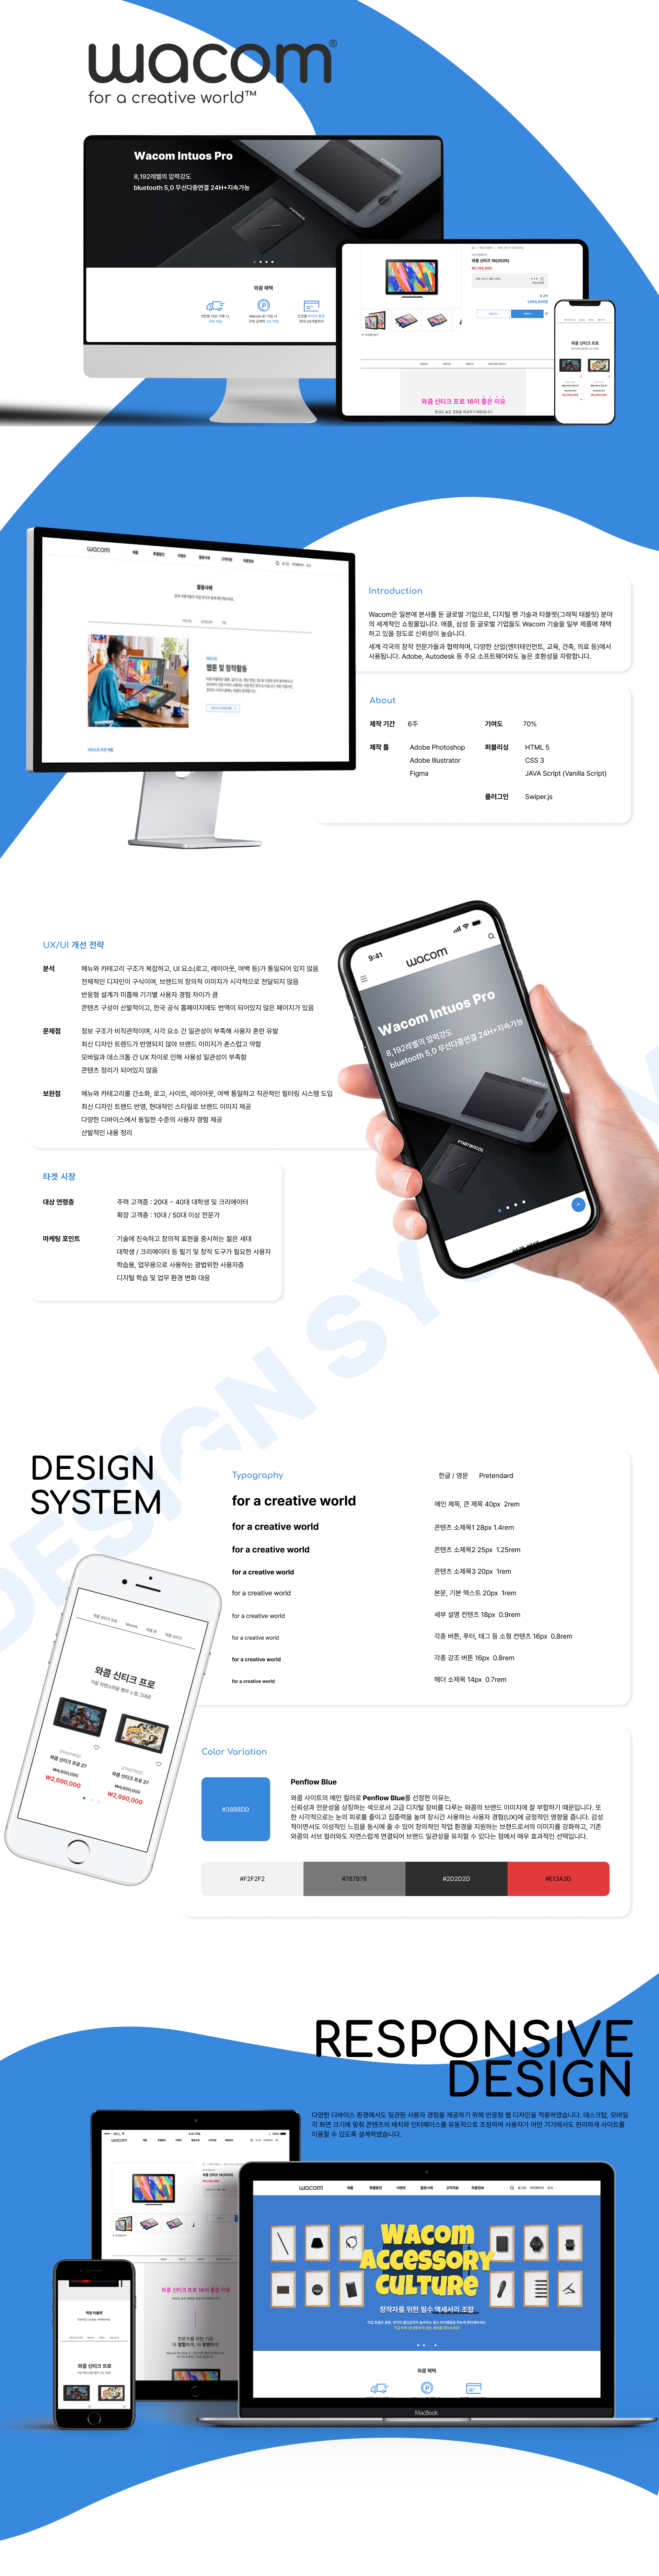 wacom®
for a creative world™
Wacom Intuos Pro
8,192레벨의 압력강도
bluetooth 5,0 무선다중연결 24H+지속가능
와콤 혜택
와콤 신티크 16(2025)
와콤 신티크 프로 16이 좋은 이유
와콤 신티크 프로
wacom
활용사례
웹툰 및 창작활동
Introduction
Wacom은 일본에 본사를 둔 글로벌 기업으로, 디지털 펜 기술과 타블렛(그래픽 태블릿) 분야
의 세계적인 쇼핑몰입니다. 애플, 삼성 등 글로벌 기업들도 Wacom 기술을 일부 제품에 채택
하고 있을 정도로 신뢰성이 높습니다.
세계 각국의 창작 전문가들과 협력하며, 다양한 산업(엔터테인먼트, 교육, 건축, 의료 등)에서
사용됩니다. Adobe, Autodesk 등 주요 소프트웨어와도 높은 호환성을 자랑합니다.
About
제작 기간 6주 기여도 70%
제작 툴 Adobe Photoshop 퍼블리싱 HTML 5
Adobe Illustrator CSS 3
Figma JAVA Script (Vanilla Script)
플러그인 Swiper.js
UX/UI 개선 전략
분석 메뉴와 카테고리 구조가 복잡하고, UI 요소(로고, 레이아웃, 여백 등)가 통일되어 있지 않음
전체적인 디자인이 구식이며, 브랜드의 창의적 이미지가 시각적으로 전달되지 않음
반응형 설계가 미흡해 기기별 사용자 경험 차이가 큼
콘텐츠 구성이 산발적이고, 한국 공식 홈페이지에도 번역이 되어있지 않은 페이지가 있음
문제점 정보 구조가 비직관적이며, 시각 요소 간 일관성이 부족해 사용자 혼란 유발
최신 디자인 트렌드가 반영되지 않아 브랜드 이미지가 촌스럽고 약함
모바일과 데스크톱 간 UX 차이로 인해 사용성 일관성이 부족함
콘텐츠 정리가 되어있지 않음
보완점 메뉴와 카테고리를 간소화, 로고, 사이트, 레이아웃, 여백 통일하고 직관적인 필터링 시스템 도입
최신 디자인 트렌드 반영, 현대적인 스타일로 브랜드 이미지 제공
다양한 디바이스에서 동일한 수준의 사용자 경험 제공
산발적인 내용 정리
9:41
wacom
Wacom Intuos Pro
8,192레벨의 압력강도
bluetooth 5,0 무선다중연결 24H+지속가능
타겟 시장
대상 연령층 주력 고객층 : 20대 ~ 40대 대학생 및 크리에이터
확장 고객층 : 10대 / 50대 이상 전문가
마케팅 포인트 기술에 친숙하고 창의적 표현을 중시하는 젊은 세대
대학생 / 크리에이터 등 필기 및 창작 도구가 필요한 사용자
학습용, 업무용으로 사용하는 광범위한 사용자층
디지털 학습 및 업무 환경 변화 대응
DESIGN SY
DESIGN
SYSTEM
Typography 한글 / 영문 Pretendard
for a creative world 메인 제목, 큰 제목 40px 2rem
for a creative world 콘텐츠 소제목1 28px 1.4rem
for a creative world 콘텐츠 소제목2 25px 1.25rem
for a creative world 콘텐츠 소제목3 20px 1rem
for a creative world 본문, 기본 텍스트 20px 1rem
for a creative world 세부 설명 컨텐츠 18px 0.9rem
for a creative world 각종 버튼, 푸터, 태그 등 소형 컨텐츠 16px 0.8rem
for a creative world 각종 강조 버튼 16px 0.8rem
for a creative world 헤더 소제목 14px 0.7rem
와콤 신티크 프로
가장 자연스러운 펜의 느낌 그대로
와콤 신티크 프로 27
₩2,690,000
와콤 신티크 프로 27
₩2,690,000
Color Variation
#3888DD
Penflow Blue
와콤 사이트의 메인 컬러로 Penflow Blue를 선정한 이유는,
신뢰성과 전문성을 상징하는 색으로서 고급 디지털 장비를 다루는 와콤의 브랜드 이미지에 잘 부합하기 때문입니다. 또
한 시각적으로는 눈의 피로를 줄이고 집중력을 높여 장시간 사용하는 사용자 경험(UX)에 긍정적인 영향을 줍니다. 감성
적이면서도 이성적인 느낌을 동시에 줄 수 있어 창의적인 작업 환경을 지원하는 브랜드로서의 이미지를 강화하고, 기존
와콤의 서브 컬러와도 자연스럽게 연결되어 브랜드 일관성을 유지할 수 있다는 점에서 매우 효과적인 선택입니다.
#F2F2F2 #787878 #2D2D2D #E13A3D
RESPONSIVE
DESIGN
다양한 디바이스 환경에서도 일관된 사용자 경험을 제공하기 위해 반응형 웹 디자인을 적용하였습니다. 데스크탑, 모바일
각 화면 크기에 맞춰 콘텐츠의 배치와 인터페이스를 유동적으로 조정하여 사용자가 어떤 기기에서도 편리하게 사이트를
이용할 수 있도록 설계하였습니다.
wacom
와콤 신티크 프로 16이 좋은 이유
wacom
WACOM
ACCESSORY
CULTURE
창작자를 위한 필수 액세서리 조합
와콤 혜택
와콤 신티크 프로
MacBook